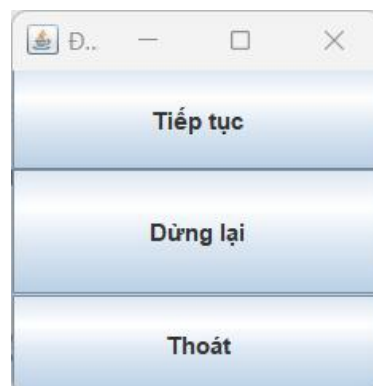 Đ..
Tiếp tục
Dừng lại
Thoát